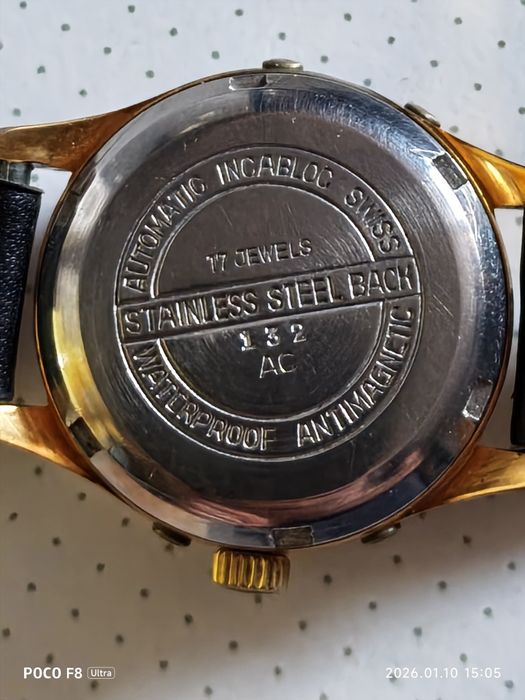 AUTOMATIC INCABLOC SWISS
17 JEWELS
STAINLESS STEEL BACK
132
AC
WATERPROOF ANTIMAGNETIC
POCO F8 Ultra
2026.01.10 15:05